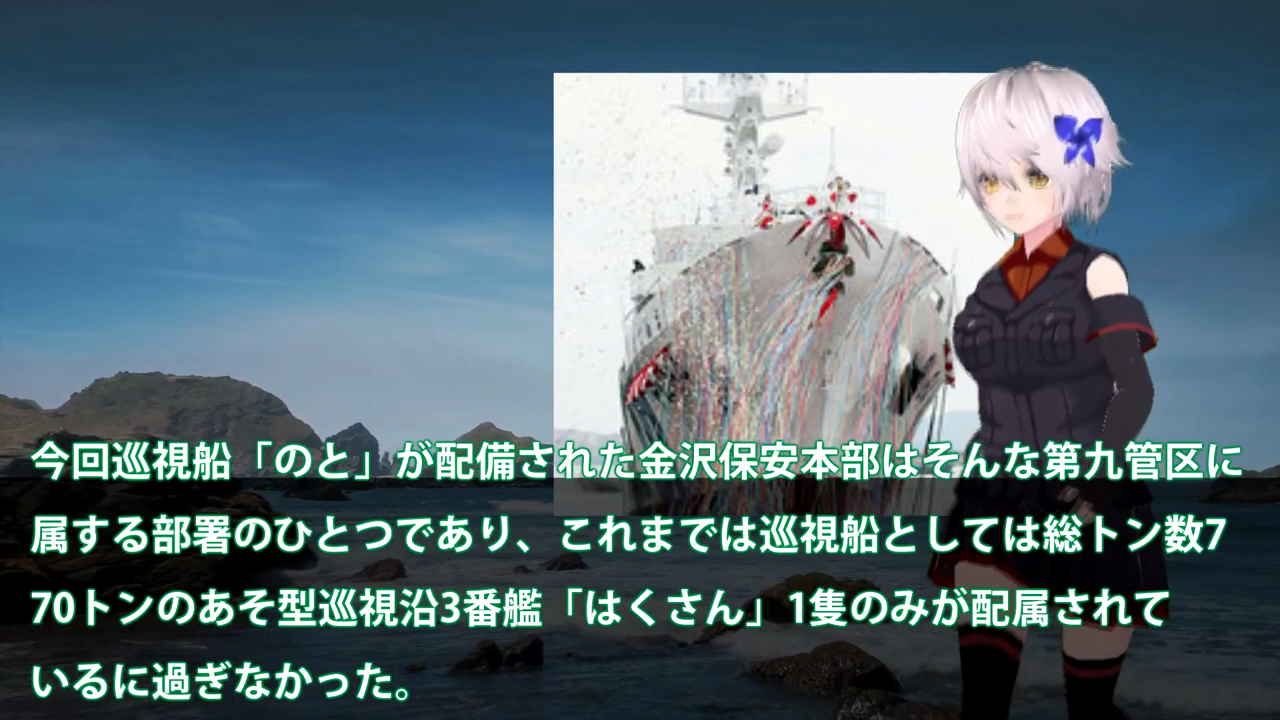 今回巡視船「のと」が配備された金沢保安本部はそんな第九管区に
属する部署のひとつであり、これまでは巡視船としては総トン数7
70トンのあそ型巡視沿3番艦「はくさん」1隻のみが配属されて
いるに過ぎなかった。